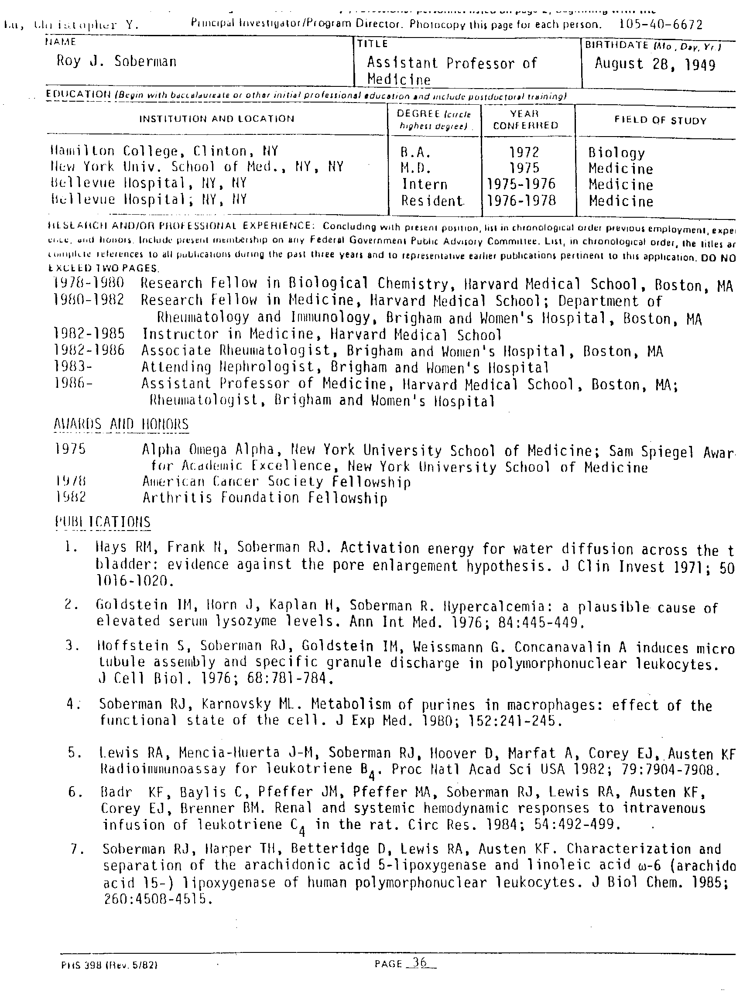 Lu, Christopher Y. Principal Investigator/Program Director. Photocopy this page for each person. 105-40-6672
NAME TITLE BIRTHDATE (Mo, Day, Yr)
Roy J. Soberman Assistant Professor of Medicine August 28, 1949
EDUCATION (Begin with baccalaureate or other initial professional education and include postdoctoral training)
INSTITUTION AND LOCATION DEGREE (circle highest degree) YEAR CONFERRED FIELD OF STUDY
Hamilton College, Clinton, NY B.A. 1972 Biology
New York Univ. School of Med., NY, NY M.D. 1975 Medicine
Bellevue Hospital, NY, NY Intern 1975-1976 Medicine
Bellevue Hospital; NY, NY Resident 1976-1978 Medicine
RESEARCH AND/OR PROFESSIONAL EXPERIENCE: Concluding with present position, list in chronological order previous employment, exper
ence, and honors. Include present membership on any Federal Government Public Advisory Committee. List, in chronological order, the titles an
complete references to all publications during the past three years and to representative earlier publications pertinent to this application. DO NO
EXCEED TWO PAGES.
1978-1980 Research Fellow in Biological Chemistry, Harvard Medical School, Boston, MA
1980-1982 Research Fellow in Medicine, Harvard Medical School; Department of
Rheumatology and Immunology, Brigham and Women's Hospital, Boston, MA
1982-1985 Instructor in Medicine, Harvard Medical School
1982-1986 Associate Rheumatologist, Brigham and Women's Hospital, Boston, MA
1983- Attending Nephrologist, Brigham and Women's Hospital
1986- Assistant Professor of Medicine, Harvard Medical School, Boston, MA;
Rheumatologist, Brigham and Women's Hospital
AWARDS AND HONORS
1975 Alpha Omega Alpha, New York University School of Medicine; Sam Spiegel Awar
for Academic Excellence, New York University School of Medicine
1978 American Cancer Society Fellowship
1982 Arthritis Foundation Fellowship
PUBLICATIONS
1. Hays RM, Frank N, Soberman RJ. Activation energy for water diffusion across the t
bladder: evidence against the pore enlargement hypothesis. J Clin Invest 1971; 50
1016-1020.
2. Goldstein IM, Horn J, Kaplan H, Soberman R. Hypercalcemia: a plausible cause of
elevated serum lysozyme levels. Ann Int Med. 1976; 84:445-449.
3. Hoffstein S, Soberman RJ, Goldstein IM, Weissmann G. Concanavalin A induces micro
tubule assembly and specific granule discharge in polymorphonuclear leukocytes.
J Cell Biol. 1976; 68:781-784.
4. Soberman RJ, Karnovsky ML. Metabolism of purines in macrophages: effect of the
functional state of the cell. J Exp Med. 1980; 152:241-245.
5. Lewis RA, Mencia-Huerta J-M, Soberman RJ, Hoover D, Marfat A, Corey EJ, Austen KF
Radioimmunoassay for leukotriene B4. Proc Natl Acad Sci USA 1982; 79:7904-7908.
6. Badr KF, Baylis C, Pfeffer JM, Pfeffer MA, Soberman RJ, Lewis RA, Austen KF,
Corey EJ, Brenner BM. Renal and systemic hemodynamic responses to intravenous
infusion of leukotriene C4 in the rat. Circ Res. 1984; 54:492-499.
7. Soberman RJ, Harper TH, Betteridge D, Lewis RA, Austen KF. Characterization and
separation of the arachidonic acid 5-lipoxygenase and linoleic acid ω-6 (arachido
acid 15-) lipoxygenase of human polymorphonuclear leukocytes. J Biol Chem. 1985;
260:4508-4515.
PHS 398 (Rev. 5/82) PAGE 36